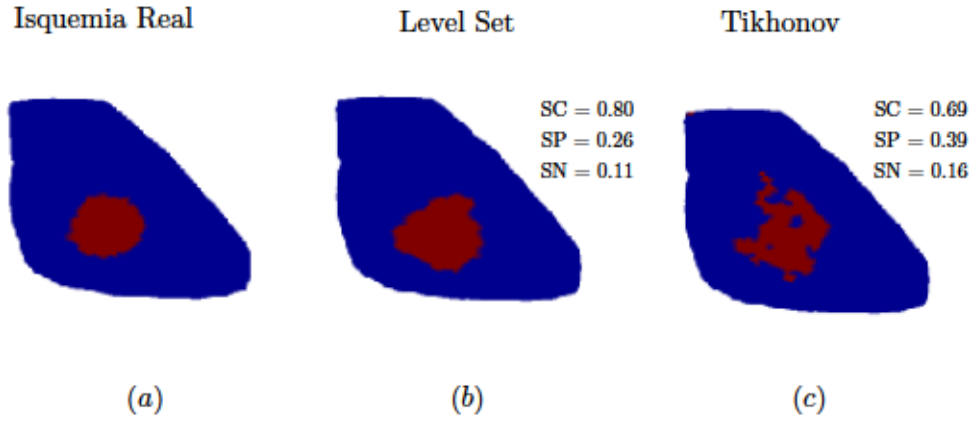 Isquemia Real
Level Set
Tikhonov
SC = 0.80
SP = 0.26
SN = 0.11
SC = 0.69
SP = 0.39
SN = 0.16
(a)
(b)
(c)